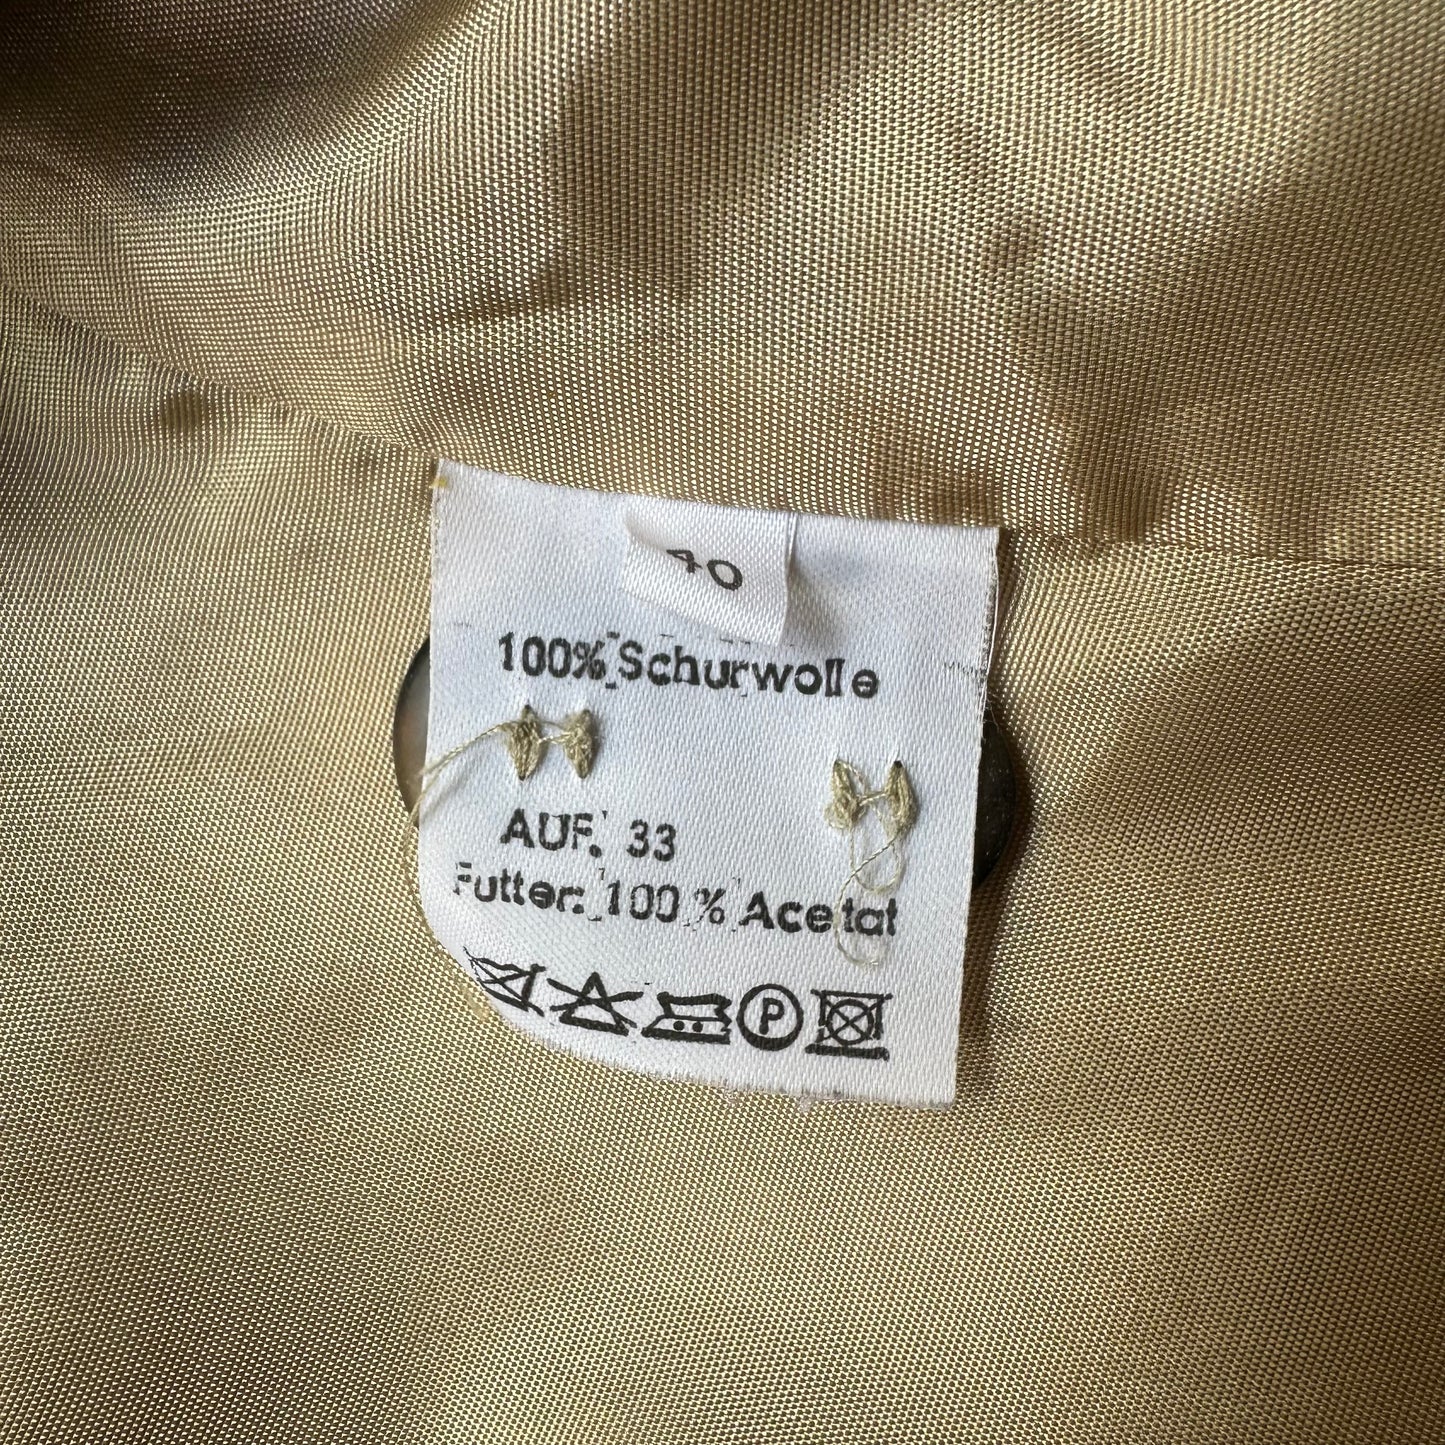 40
100% Schurwolle
AUF. 33
Futter: 100 % Acetat
P